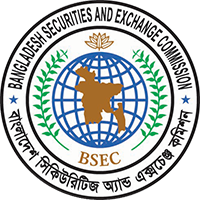 BANGLADESH SECURITIES AND EXCHANGE COMMISSION
BSEC
বাংলাদেশ সিকিউরিটিজ অ্যান্ড এক্সচেঞ্জ কমিশন